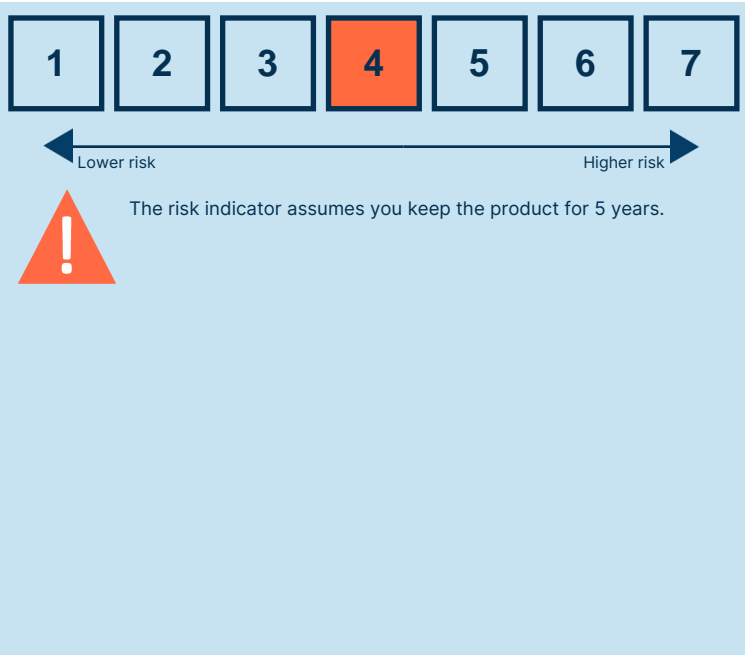 1 2 3 4 5 6 7
Lower risk Higher risk
! The risk indicator assumes you keep the product for 5 years.